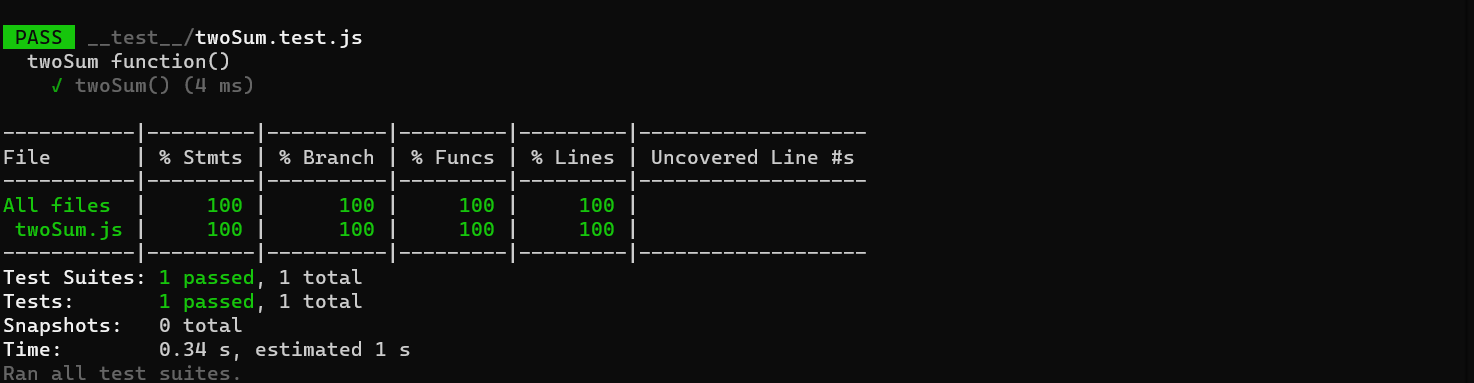 PASS __test__/twoSum.test.js
twoSum function()
√ twoSum() (4 ms)
-----------|---------|----------|---------|---------|-------------------
File       | % Stmts | % Branch | % Funcs | % Lines | Uncovered Line #s
-----------|---------|----------|---------|---------|-------------------
All files  |     100 |      100 |     100 |     100 |
 twoSum.js |     100 |      100 |     100 |     100 |
-----------|---------|----------|---------|---------|-------------------
Test Suites: 1 passed, 1 total
Tests:       1 passed, 1 total
Snapshots:   0 total
Time:        0.34 s, estimated 1 s
Ran all test suites.